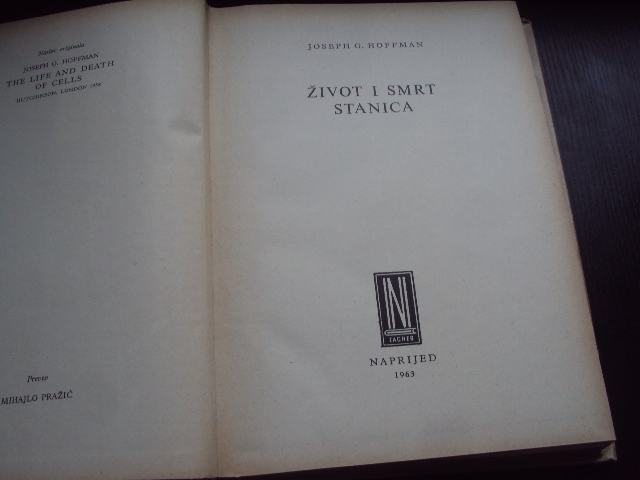 Naslov originala
JOSEPH G. HOFFMAN
THE LIFE AND DEATH
OF CELLS
HUTCHINSON, LONDON 1958
Preveo
MIHAJLO PRAŽIĆ
JOSEPH G. HOFFMAN
ŽIVOT I SMRT
STANICA
N
ZAGREB
NAPRIJED
1963